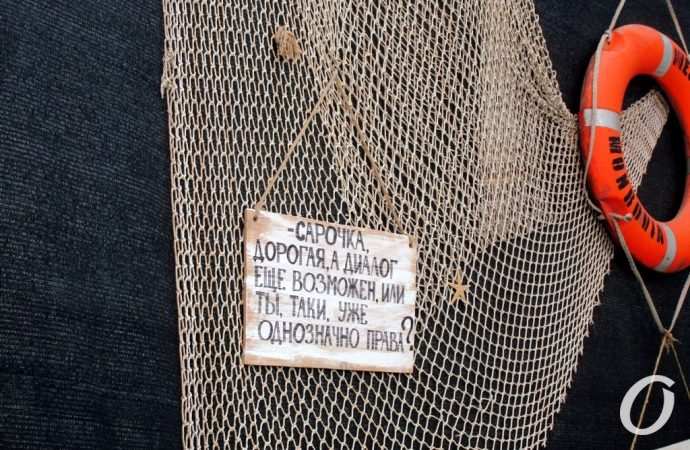 -САРОЧКА,
ДОРОГАЯ, А ДИАЛОГ
ЕЩЕ ВОЗМОЖЕН, ИЛИ
ТЫ, ТАКИ, УЖЕ
ОДНОЗНАЧНО ПРАВА?